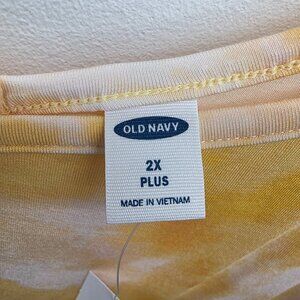 OLD NAVY
2X
PLUS
MADE IN VIETNAM